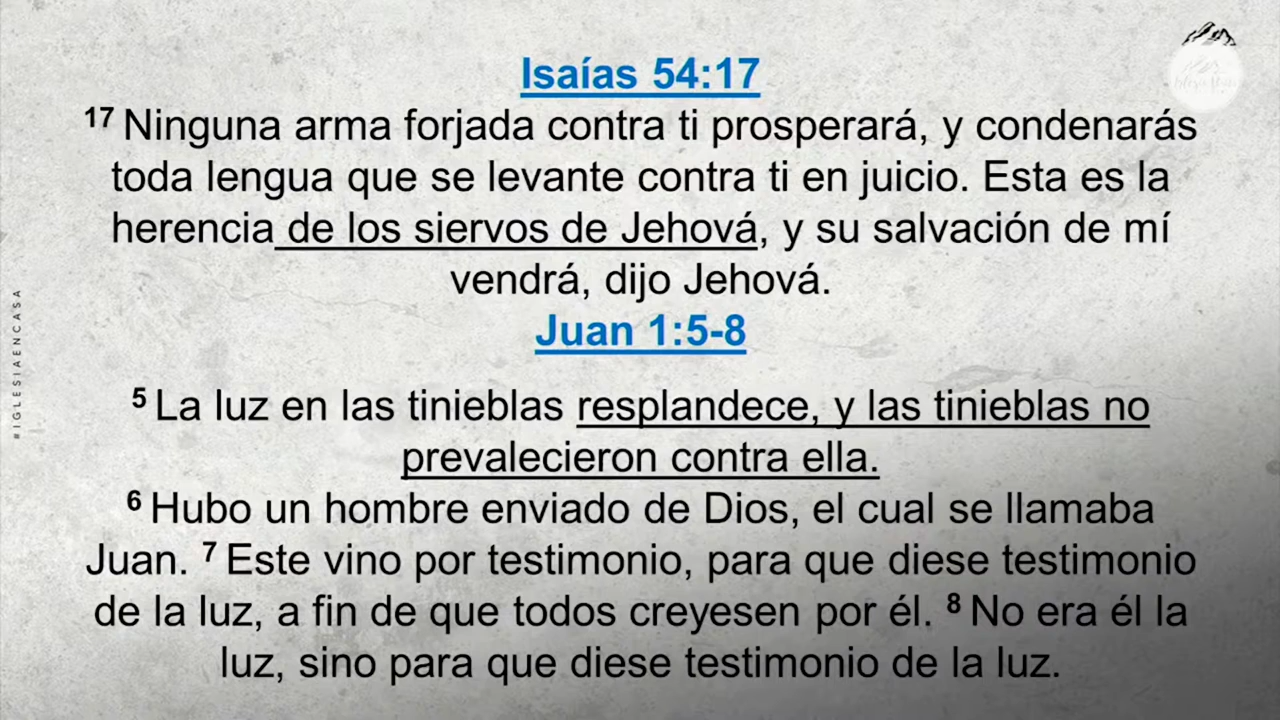 Isaías 54:17
17 Ninguna arma forjada contra ti prosperará, y condenarás
toda lengua que se levante contra ti en juicio. Esta es la
herencia de los siervos de Jehová, y su salvación de mí
vendrá, dijo Jehová.
Juan 1:5-8
5 La luz en las tinieblas resplandece, y las tinieblas no
prevalecieron contra ella.
6 Hubo un hombre enviado de Dios, el cual se llamaba
Juan. 7 Este vino por testimonio, para que diese testimonio
de la luz, a fin de que todos creyesen por él. 8 No era él la
luz, sino para que diese testimonio de la luz.
#IGLESIAENCASA